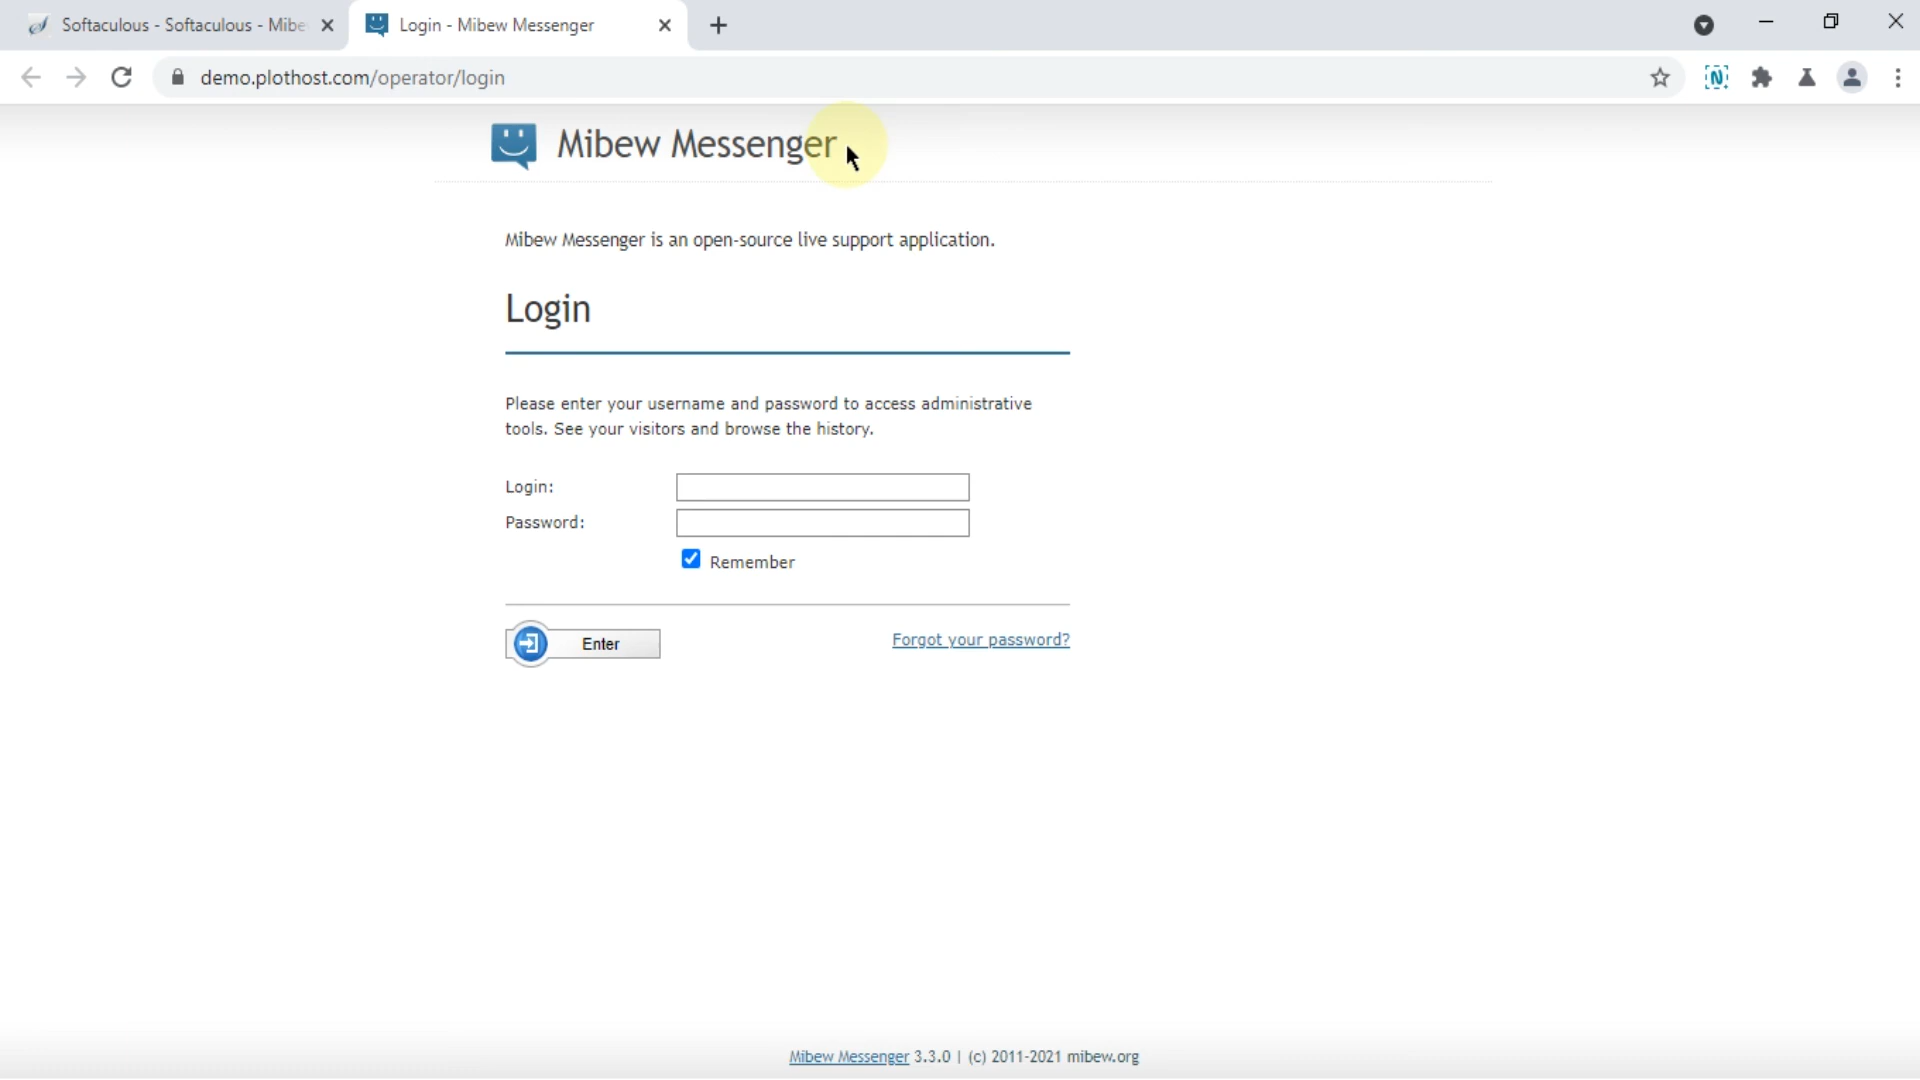 Softaculous - Softaculous - Mibe
Login - Mibew Messenger
demo.plothost.com/operator/login
Mibew Messenger
Mibew Messenger is an open-source live support application.
Login
Please enter your username and password to access administrative
tools. See your visitors and browse the history.
Login:
Password:
Remember
Enter
Forgot your password?
Mibew Messenger 3.3.0 | (c) 2011-2021 mibew.org